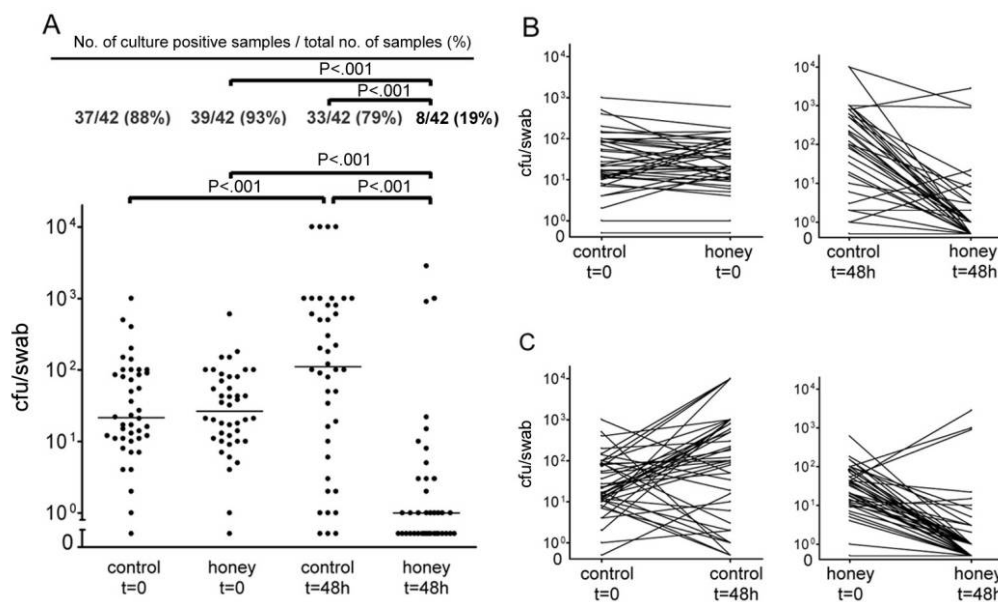 A
No. of culture positive samples / total no. of samples (%)
P<.001
P<.001
37/42 (88%) 39/42 (93%) 33/42 (79%) 8/42 (19%)
P<.001
P<.001 P<.001
cfu/swab
10⁴
10³
10²
10¹
10⁰
0
control honey control honey
t=0 t=0 t=48h t=48h
B
cfu/swab
10⁴ 10⁴
10³ 10³
10² 10²
10¹ 10¹
10⁰ 10⁰
0 0
control honey control honey
t=0 t=0 t=48h t=48h
C
cfu/swab
10⁴ 10⁴
10³ 10³
10² 10²
10¹ 10¹
10⁰ 10⁰
0 0
control control honey honey
t=0 t=48h t=0 t=48h